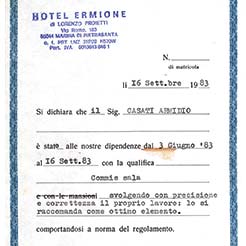 HOTEL ERMIONE
di LORENZO PROIETTI
Via Roma, 183
55044 MARINA DI PIETRASANTA
Part. IVA
N.
di matricola
li 16 Sett.bre 1983
Si dichiara che il Sig. CASATI ARMIDIO
è stato alle nostre dipendenze dal 3 Giugno '83
al 16 Sett.83 con la qualifica
Commis sala
e con le mansioni svolgendo con precisione
e correttezza il proprio lavoro: lo si
raccomanda come ottimo elemento.
comportandosi a norma del regolamento.